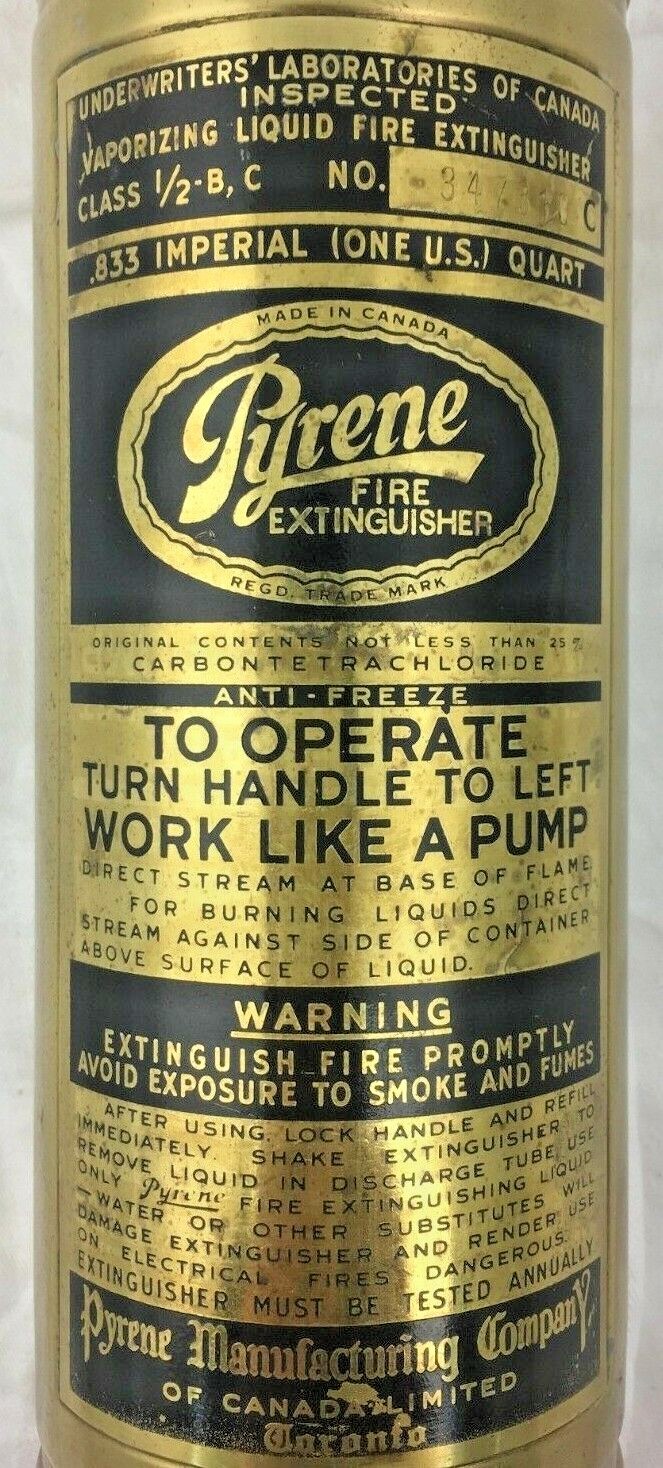 UNDERWRITERS' LABORATORIES OF CANADA
INSPECTED
VAPORIZING LIQUID FIRE EXTINGUISHER
CLASS 1/2-B, C NO. C
.833 IMPERIAL (ONE U.S.) QUART
MADE IN CANADA
Pyrene
FIRE
EXTINGUISHER
REGD. TRADE MARK
ORIGINAL CONTENTS NOT LESS THAN 25 %
CARBONTETRACHLORIDE
ANTI-FREEZE
TO OPERATE
TURN HANDLE TO LEFT
WORK LIKE A PUMP
DIRECT STREAM AT BASE OF FLAME
FOR BURNING LIQUIDS DIRECT
STREAM AGAINST SIDE OF CONTAINER
ABOVE SURFACE OF LIQUID.
WARNING
EXTINGUISH FIRE PROMPTLY
AVOID EXPOSURE TO SMOKE AND FUMES
AFTER USING, LOCK HANDLE AND REFILL
IMMEDIATELY. SHAKE EXTINGUISHER TO
REMOVE LIQUID IN DISCHARGE TUBE. USE
ONLY Pyrene FIRE EXTINGUISHING LIQUID
—WATER OR OTHER SUBSTITUTES WILL
DAMAGE EXTINGUISHER AND RENDER USE
ON ELECTRICAL FIRES DANGEROUS.
EXTINGUISHER MUST BE TESTED ANNUALLY
Pyrene Manufacturing Company
OF CANADA LIMITED
Toronto